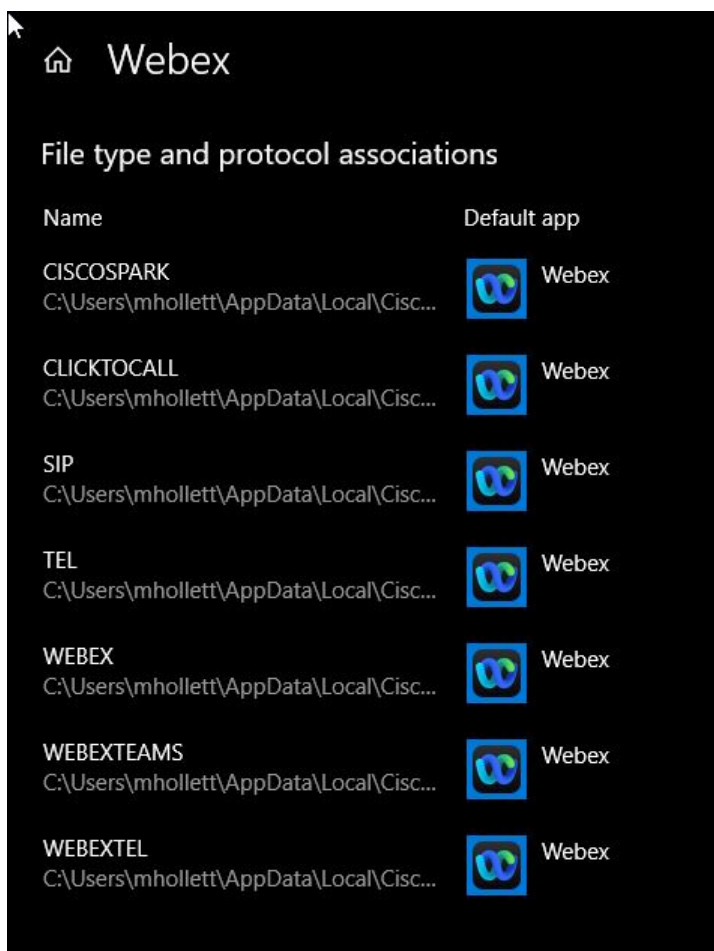 Webex
File type and protocol associations
Name Default app
CISCOSPARK Webex
C:\Users\mhollett\AppData\Local\Cisc...
CLICKTOCALL Webex
C:\Users\mhollett\AppData\Local\Cisc...
SIP Webex
C:\Users\mhollett\AppData\Local\Cisc...
TEL Webex
C:\Users\mhollett\AppData\Local\Cisc...
WEBEX Webex
C:\Users\mhollett\AppData\Local\Cisc...
WEBEXTEAMS Webex
C:\Users\mhollett\AppData\Local\Cisc...
WEBEXTEL Webex
C:\Users\mhollett\AppData\Local\Cisc...